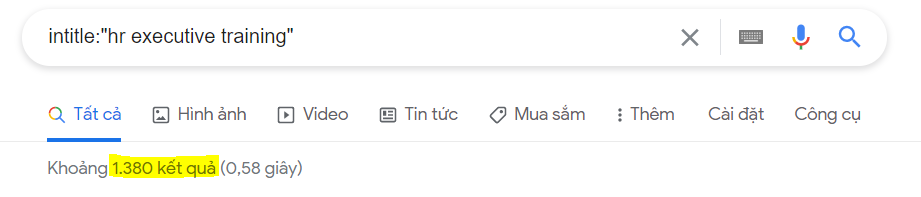 intitle:"hr executive training"
Tất cả Hình ảnh Video Tin tức Mua sắm Thêm Cài đặt Công cụ
Khoảng 1.380 kết quả (0,58 giây)